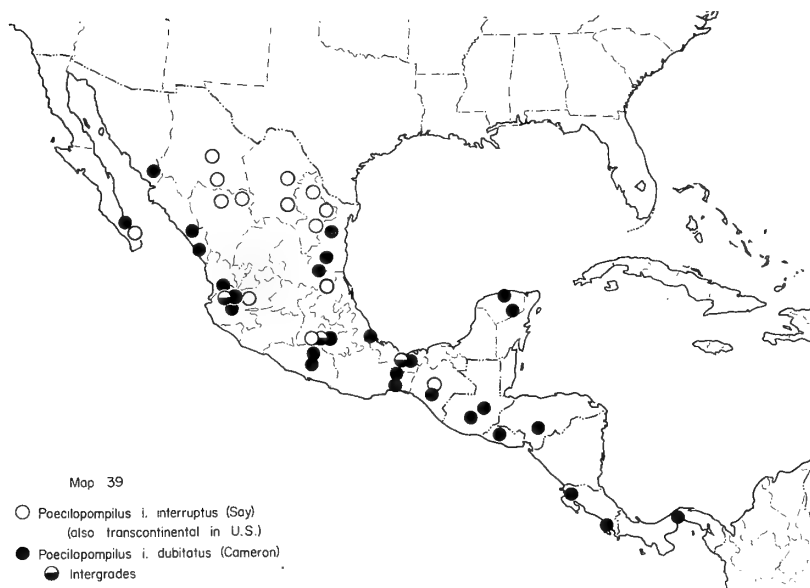 Map 39
Poecilopompilus i. interruptus (Say)
(also transcontinental in U.S.)
Poecilopompilus i. dubitatus (Cameron)
Intergrades